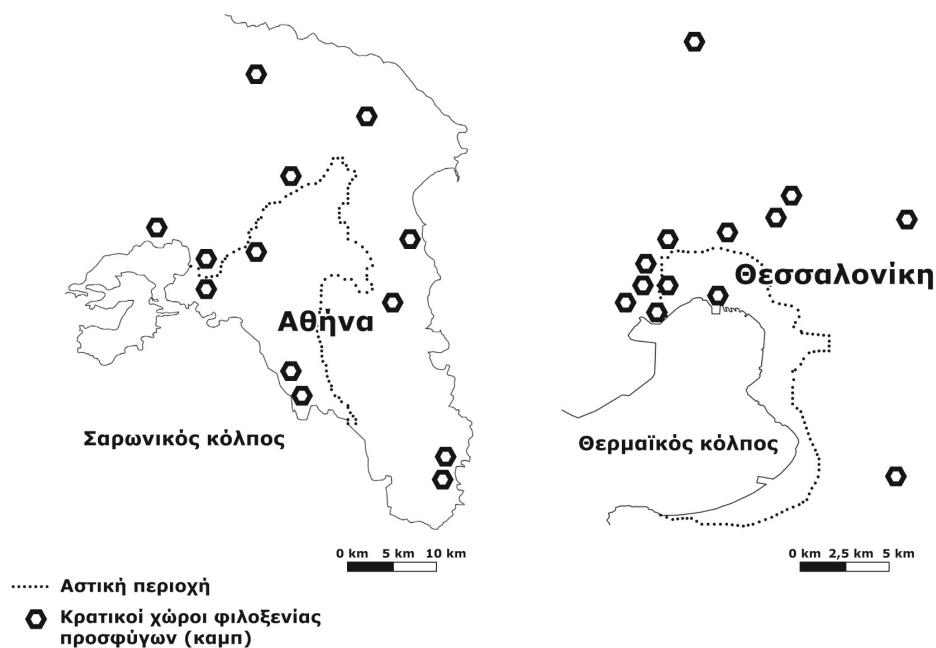 Θεσσαλονίκη
Αθήνα
Σαρωνικός κόλπος
Θερμαϊκός κόλπος
0 km 5 km 10 km
0 km 2,5 km 5 km
Αστική περιοχή
Κρατικοί χώροι φιλοξενίας
προσφύγων (καμπ)